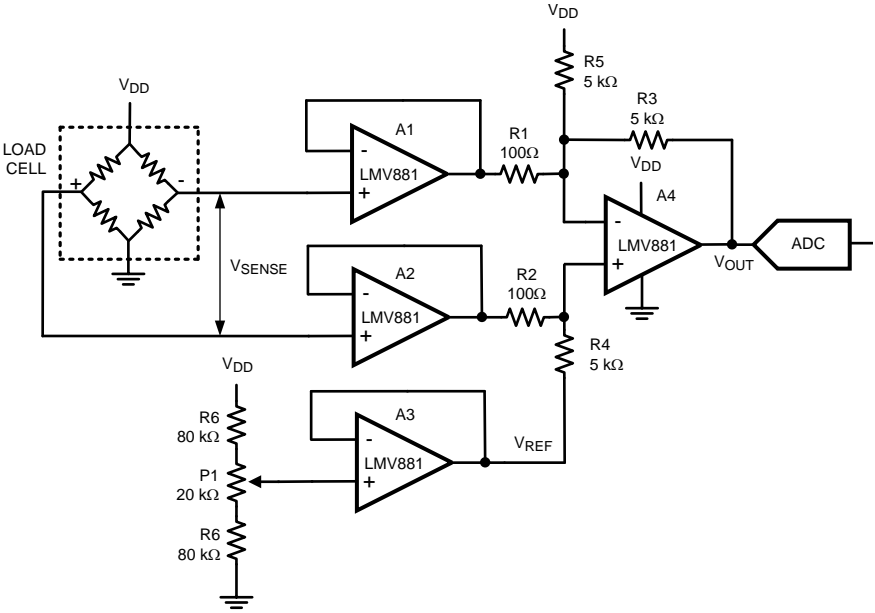 VDD
R5
5 kΩ
R3
5 kΩ
VDD
LOAD
CELL
+
-
A1
-
LMV881
+
R1
100Ω
VDD
A4
-
LMV881
+
VOUT
ADC
VSENSE
A2
-
LMV881
+
R2
100Ω
R4
5 kΩ
VDD
R6
80 kΩ
P1
20 kΩ
R6
80 kΩ
A3
-
LMV881
+
VREF